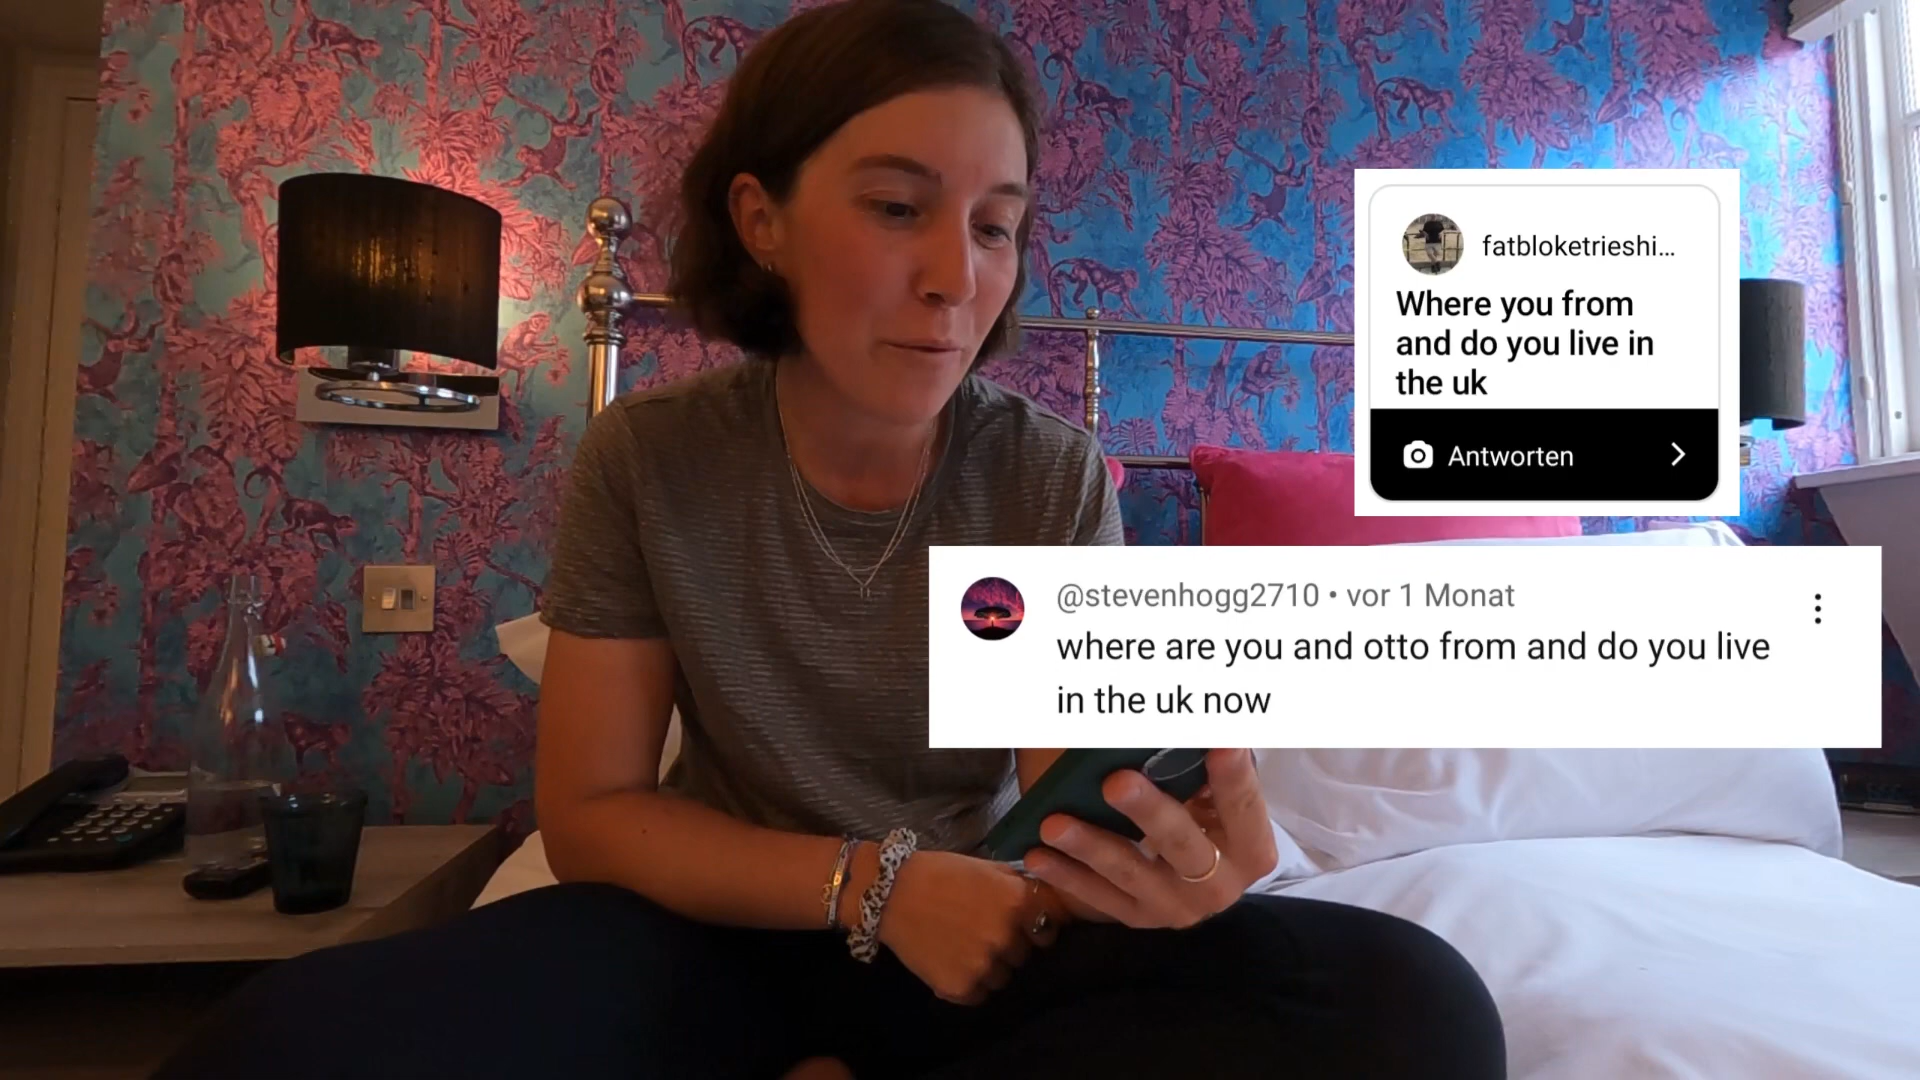 fatbloketrieshi...
Where you from
and do you live in
the uk
Antworten
@stevenhogg2710 • vor 1 Monat
where are you and otto from and do you live
in the uk now